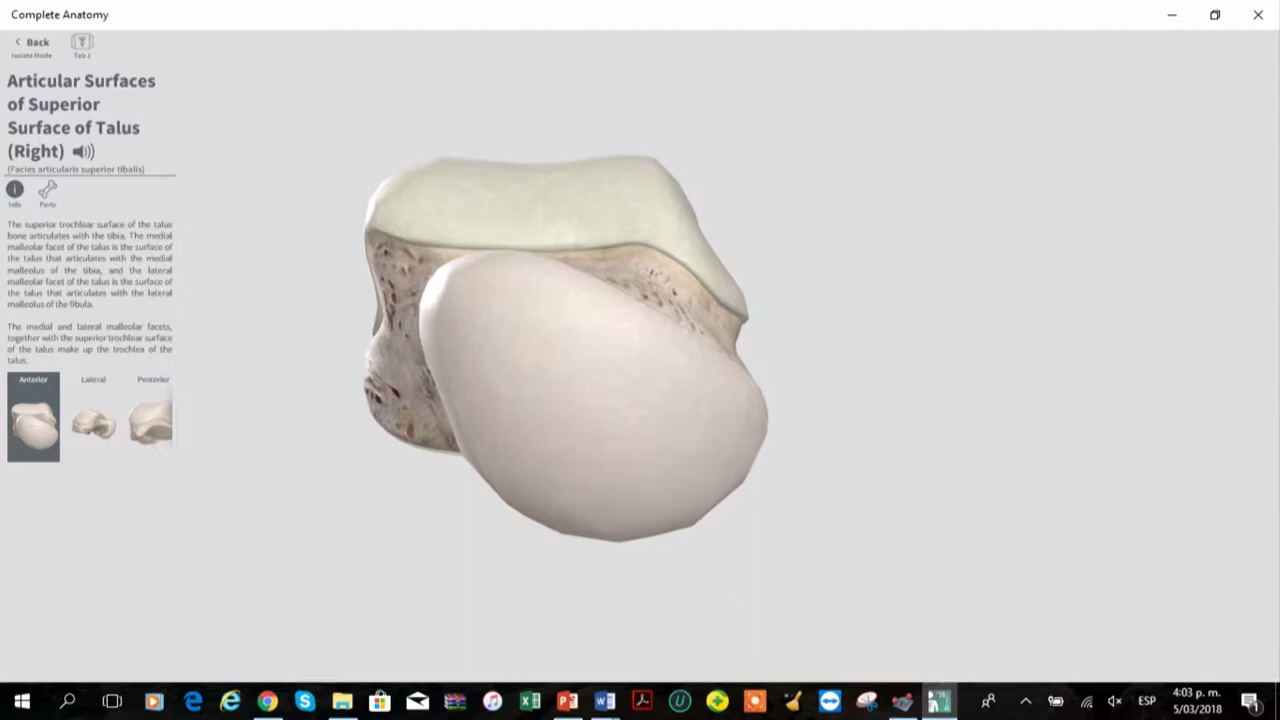 Complete Anatomy
Back
Isolate Mode
Tab 1
Articular Surfaces
of Superior
Surface of Talus
(Right)
(Facies articularis superior tibalis)
Info
Parts
The superior trochlear surface of the talus
bone articulates with the tibia. The medial
malleolar facet of the talus is the surface of
the talus that articulates with the medial
malleolus of the tibia, and the lateral
malleolar facet of the talus is the surface of
the talus that articulates with the lateral
malleolus of the fibula.
The medial and lateral malleolar facets,
together with the superior trochlear surface
of the talus make up the trochlea of the
talus.
Anterior
Lateral
Posterior
ESP
4:03 p. m.
5/03/2018
1